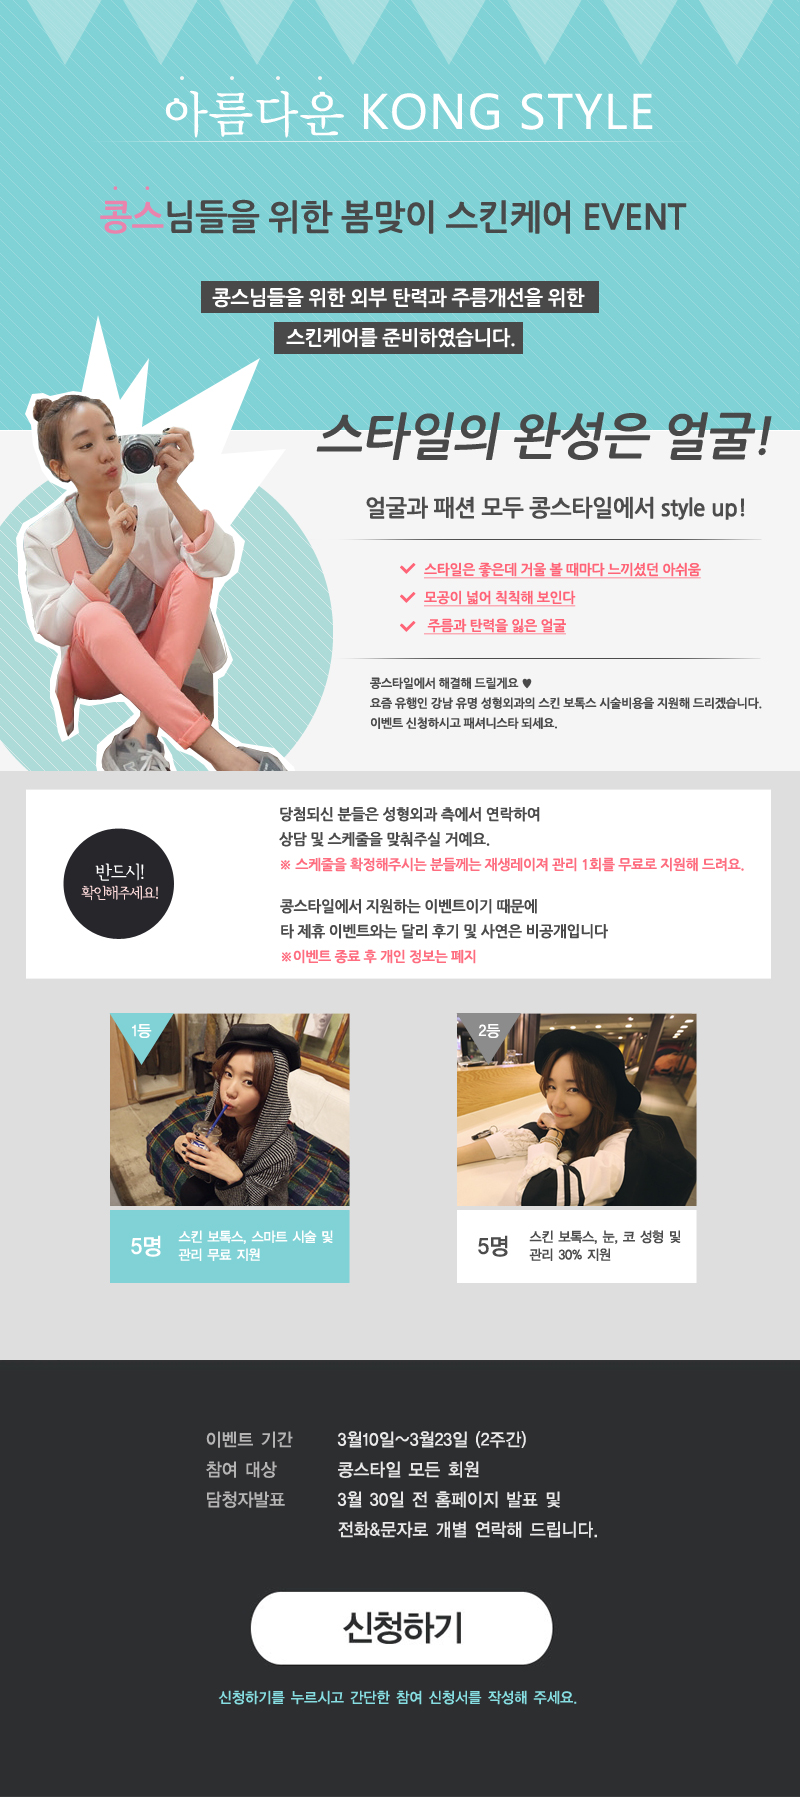 아름다운 KONG STYLE
콩스님들을 위한 봄맞이 스킨케어 EVENT
콩스님들을 위한 외부 탄력과 주름개선을 위한
스킨케어를 준비하였습니다.
스타일의 완성은 얼굴!
얼굴과 패션 모두 콩스타일에서 style up!
스타일은 좋은데 거울 볼 때마다 느끼셨던 아쉬움
모공이 넓어 칙칙해 보인다
주름과 탄력을 잃은 얼굴
콩스타일에서 해결해 드릴게요 ♥
요즘 유행인 강남 유명 성형외과의 스킨 보톡스 시술비용을 지원해 드리겠습니다.
이벤트 신청하시고 패셔니스타 되세요.
반드시!
확인해주세요!
당첨되신 분들은 성형외과 측에서 연락하여
상담 및 스케줄을 맞춰주실 거예요.
※ 스케줄을 확정해주시는 분들께는 재생레이져 관리 1회를 무료로 지원해 드려요.
콩스타일에서 지원하는 이벤트이기 때문에
타 제휴 이벤트와는 달리 후기 및 사연은 비공개입니다
※이벤트 종료 후 개인 정보는 폐지
1등
5명
스킨 보톡스, 스마트 시술 및
관리 무료 지원
2등
5명
스킨 보톡스, 눈, 코 성형 및
관리 30% 지원
이벤트 기간 3월10일~3월23일 (2주간)
참여 대상 콩스타일 모든 회원
담청자발표 3월 30일 전 홈페이지 발표 및
전화&문자로 개별 연락해 드립니다.
신청하기
신청하기를 누르시고 간단한 참여 신청서를 작성해 주세요.